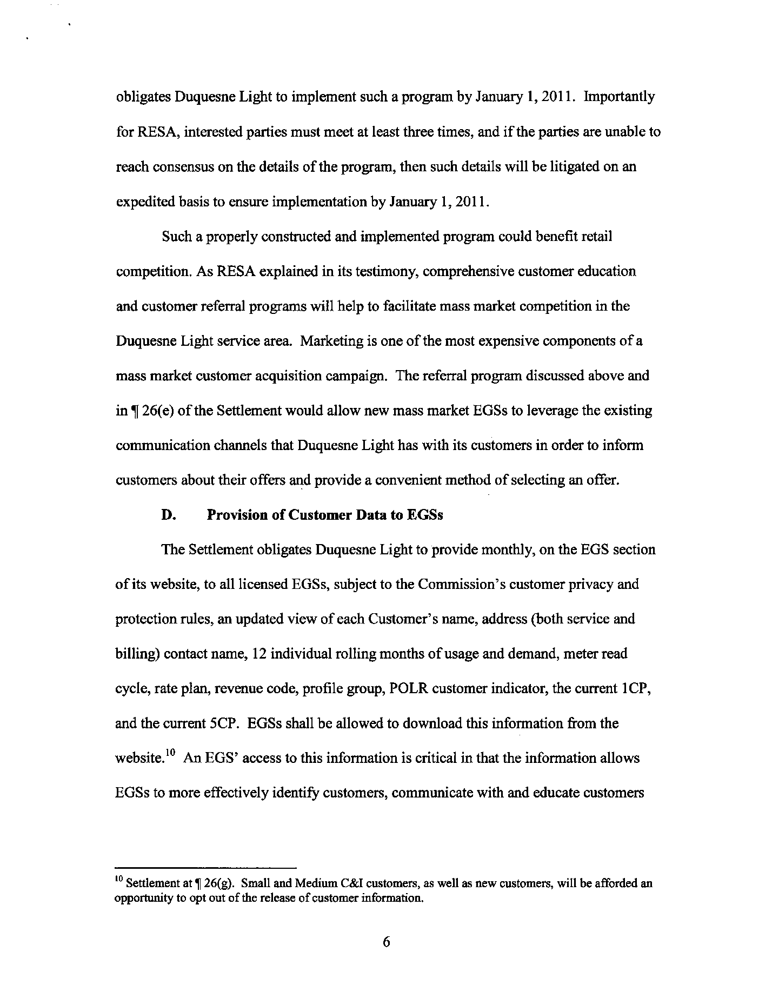 obligates Duquesne Light to implement such a program by January 1, 2011. Importantly
for RESA, interested parties must meet at least three times, and if the parties are unable to
reach consensus on the details of the program, then such details will be litigated on an
expedited basis to ensure implementation by January 1, 2011.
Such a properly constructed and implemented program could benefit retail
competition. As RESA explained in its testimony, comprehensive customer education
and customer referral programs will help to facilitate mass market competition in the
Duquesne Light service area. Marketing is one of the most expensive components of a
mass market customer acquisition campaign. The referral program discussed above and
in ¶ 26(e) of the Settlement would allow new mass market EGSs to leverage the existing
communication channels that Duquesne Light has with its customers in order to inform
customers about their offers and provide a convenient method of selecting an offer.
D. Provision of Customer Data to EGSs
The Settlement obligates Duquesne Light to provide monthly, on the EGS section
of its website, to all licensed EGSs, subject to the Commission's customer privacy and
protection rules, an updated view of each Customer's name, address (both service and
billing) contact name, 12 individual rolling months of usage and demand, meter read
cycle, rate plan, revenue code, profile group, POLR customer indicator, the current 1CP,
and the current 5CP. EGSs shall be allowed to download this information from the
website.10 An EGS' access to this information is critical in that the information allows
EGSs to more effectively identify customers, communicate with and educate customers
10 Settlement at ¶ 26(g). Small and Medium C&I customers, as well as new customers, will be afforded an
opportunity to opt out of the release of customer information.
6